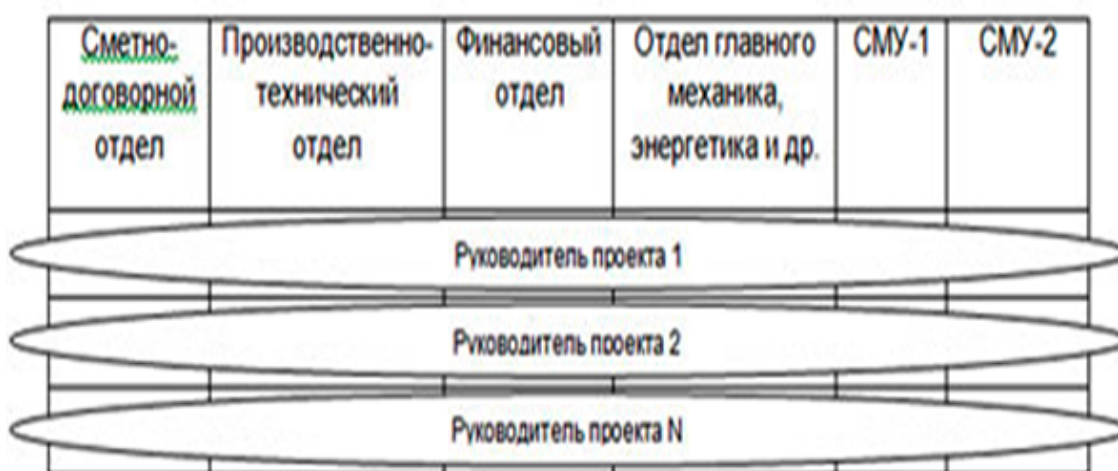 Сметно-
договорной
отдел
Производственно-
технический
отдел
Финансовый
отдел
Отдел главного
механика,
энергетика и др.
СМУ-1
СМУ-2
Руководитель проекта 1
Руководитель проекта 2
Руководитель проекта N